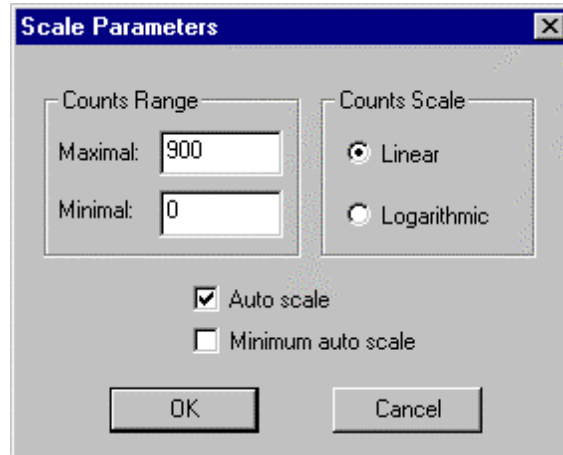 Scale Parameters
Counts Range
Maximal: 900
Minimal: 0
Counts Scale
Linear
Logarithmic
Auto scale
Minimum auto scale
OK Cancel